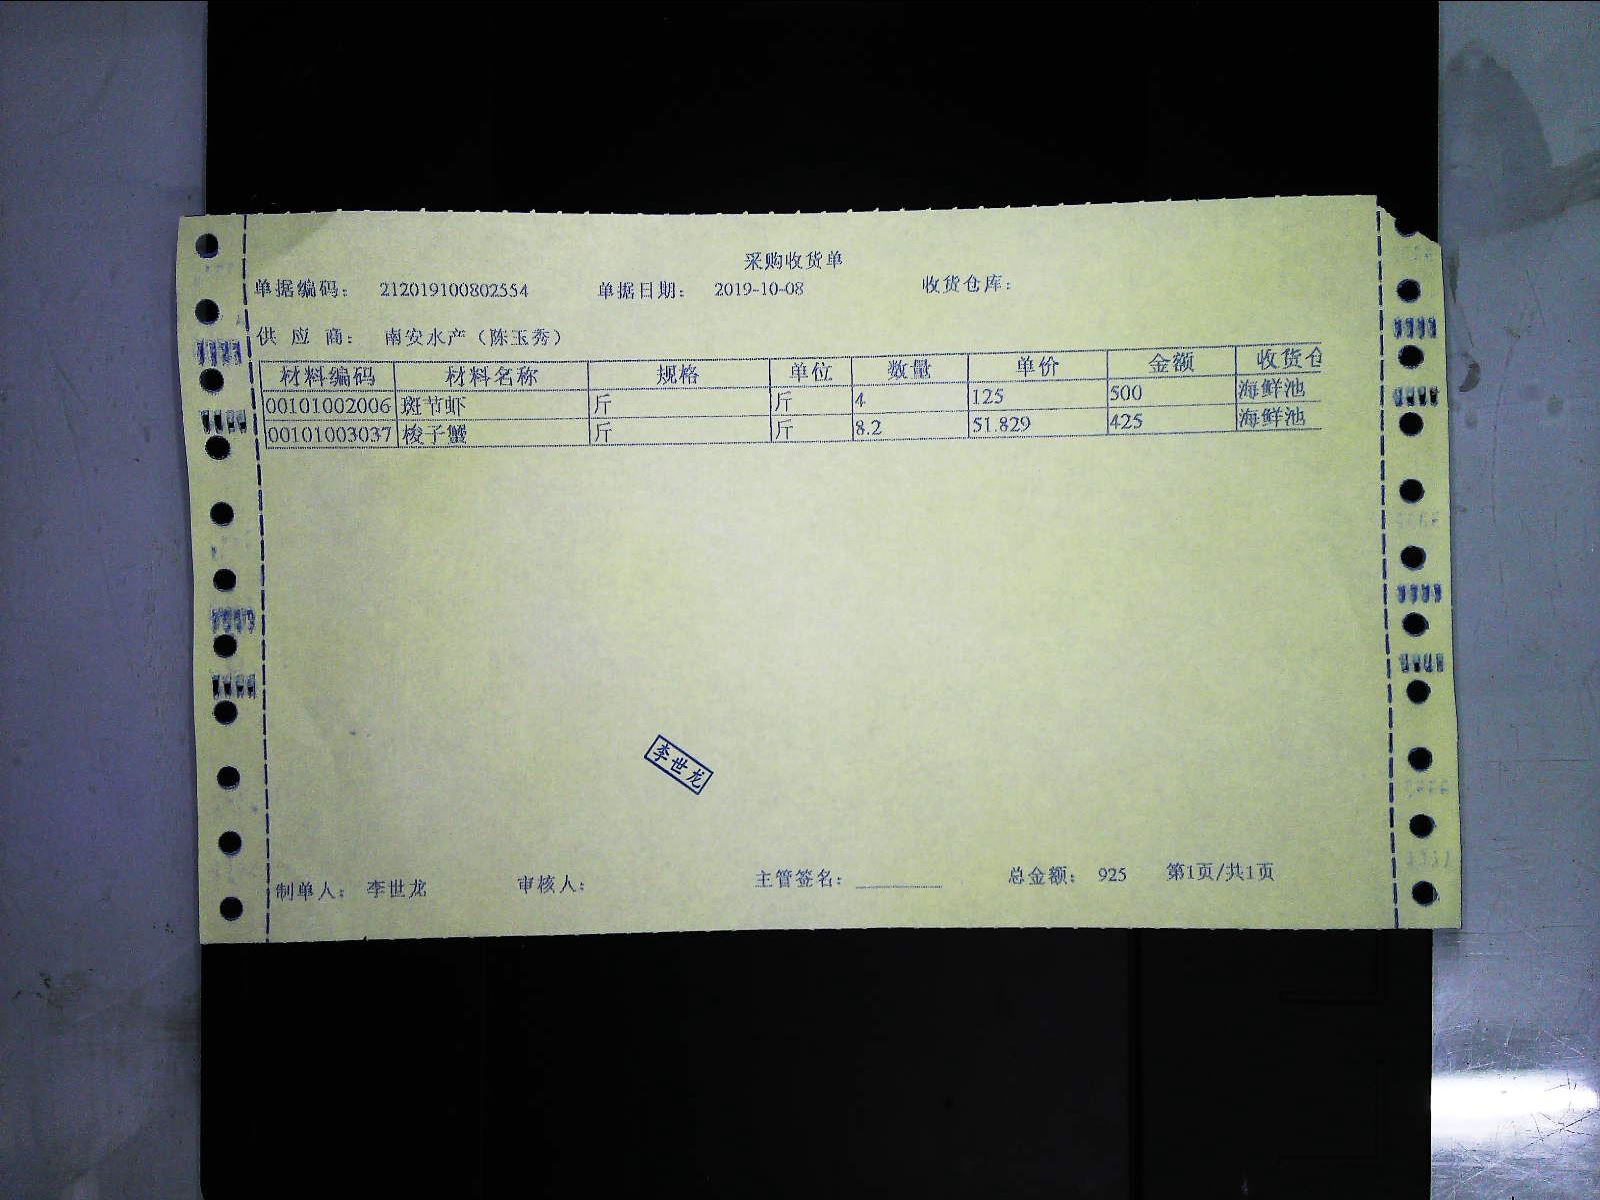 采购收货单
单据编码： 212019100802554 单据日期： 2019-10-08 收货仓库：
供 应 商： 南安水产（陈玉秀）
材料编码 材料名称 规格 单位 数量 单价 金额 收货仓
00101002006 斑节虾 斤 斤 4 125 500 海鲜池
00101003037 梭子蟹 斤 斤 8.2 51.829 425 海鲜池
李世龙
制单人： 李世龙 审核人： 主管签名： 总金额： 925 第1页/共1页